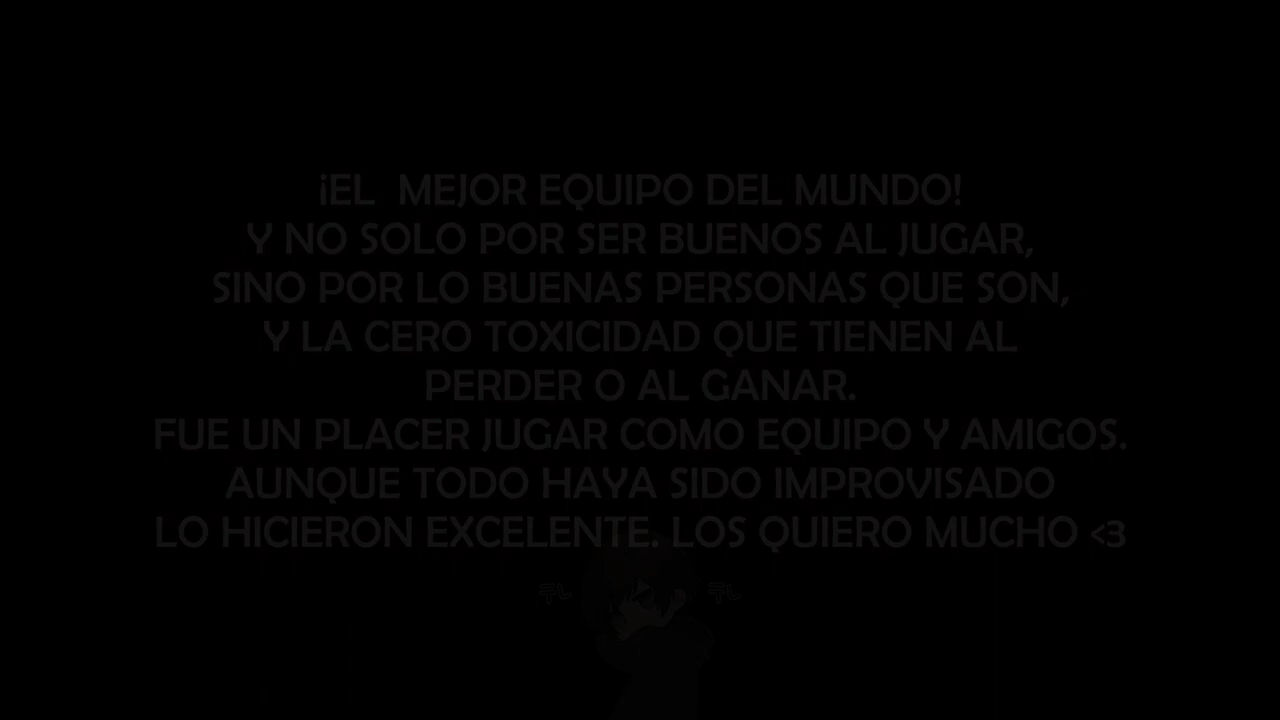 ¡EL MEJOR EQUIPO DEL MUNDO!
Y NO SOLO POR SER BUENOS AL JUGAR,
SINO POR LO BUENAS PERSONAS QUE SON,
Y LA CERO TOXICIDAD QUE TIENEN AL
PERDER O AL GANAR.
FUE UN PLACER JUGAR COMO EQUIPO Y AMIGOS.
AUNQUE TODO HAYA SIDO IMPROVISADO
LO HICIERON EXCELENTE. LOS QUIERO MUCHO <3